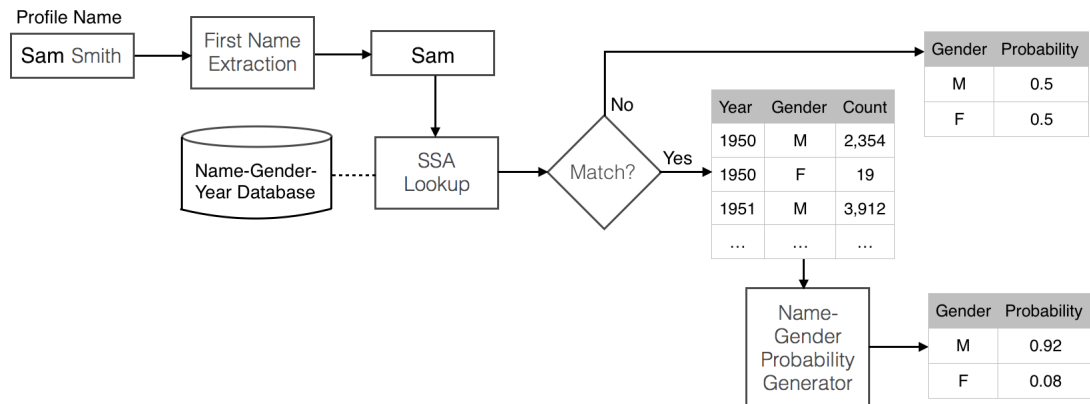 Profile Name
Sam Smith
First Name
Extraction
Sam
Name-Gender-
Year Database
SSA
Lookup
Match?
No
Yes
Gender Probability
M 0.5
F 0.5
Year Gender Count
1950 M 2,354
1950 F 19
1951 M 3,912
... ... ...
Name-
Gender
Probability
Generator
Gender Probability
M 0.92
F 0.08